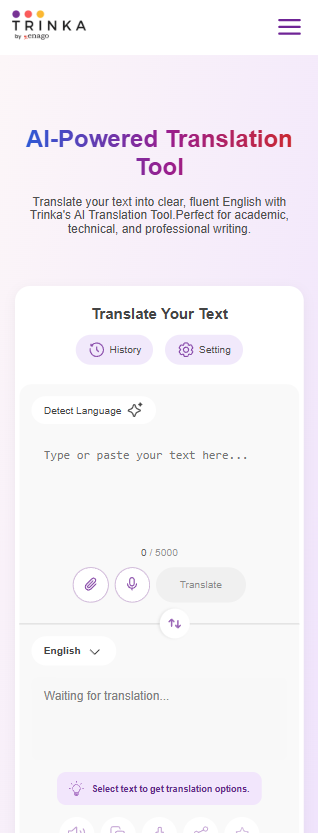 TRINKA
by enago
AI-Powered Translation
Tool
Translate your text into clear, fluent English with
Trinka's AI Translation Tool.Perfect for academic,
technical, and professional writing.
Translate Your Text
History
Setting
Detect Language
Type or paste your text here...
0 / 5000
Translate
English
Waiting for translation...
Select text to get translation options.